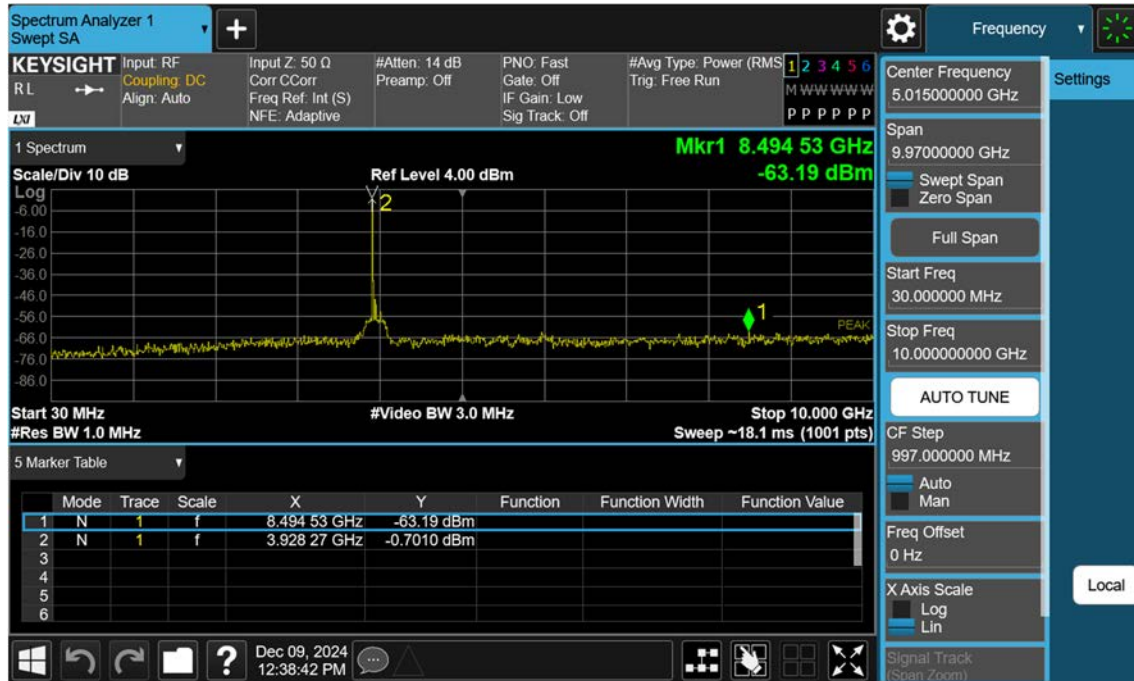 Spectrum Analyzer 1
Swept SA
Frequency
KEYSIGHT
RL
LXI
Input: RF
Coupling: DC
Align: Auto
Input Z: 50 Ω
Corr CCorr
Freq Ref: Int (S)
NFE: Adaptive
#Atten: 14 dB
Preamp: Off
PNO: Fast
Gate: Off
IF Gain: Low
Sig Track: Off
#Avg Type: Power (RMS
Trig: Free Run
1 2 3 4 5 6
M W W W W W
P P P P P P
1 Spectrum
Scale/Div 10 dB
Ref Level 4.00 dBm
Mkr1 8.494 53 GHz
-63.19 dBm
Log
-6.00
-16.0
-26.0
-36.0
-46.0
-56.0
-66.0
-76.0
-86.0
2
1
PEAK
Start 30 MHz
#Video BW 3.0 MHz
Stop 10.000 GHz
#Res BW 1.0 MHz
Sweep ~18.1 ms (1001 pts)
5 Marker Table
Mode Trace Scale X Y Function Function Width Function Value
1 N 1 f 8.494 53 GHz -63.19 dBm
2 N 1 f 3.928 27 GHz -0.7010 dBm
3
4
5
6
Dec 09, 2024
12:38:42 PM
Center Frequency
5.015000000 GHz
Span
9.97000000 GHz
Swept Span
Zero Span
Full Span
Start Freq
30.000000 MHz
Stop Freq
10.000000000 GHz
AUTO TUNE
CF Step
997.000000 MHz
Auto
Man
Freq Offset
0 Hz
X Axis Scale
Log
Lin
Signal Track
(Span Zoom)
Settings
Local